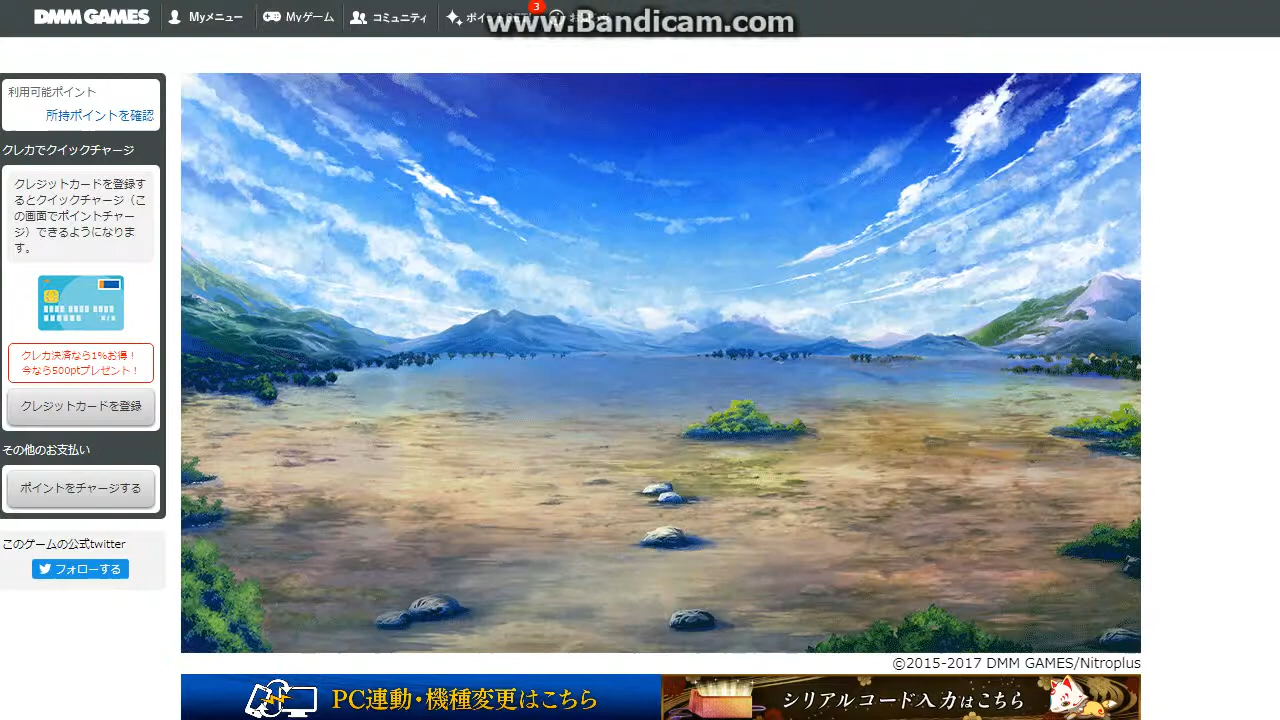 DMM GAMES
Myメニュー
Myゲーム
コミュニティ
3
www.Bandicam.com
利用可能ポイント
所持ポイントを確認
クレカでクイックチャージ
クレジットカードを登録す
るとクイックチャージ（こ
の画面でポイントチャー
ジ）できるようになりま
す。
クレカ決済なら1%お得！
今なら500ptプレゼント！
クレジットカードを登録
その他のお支払い
ポイントをチャージする
このゲームの公式twitter
フォローする
©2015-2017 DMM GAMES/Nitroplus
PC連動・機種変更はこちら
シリアルコード入力はこちら